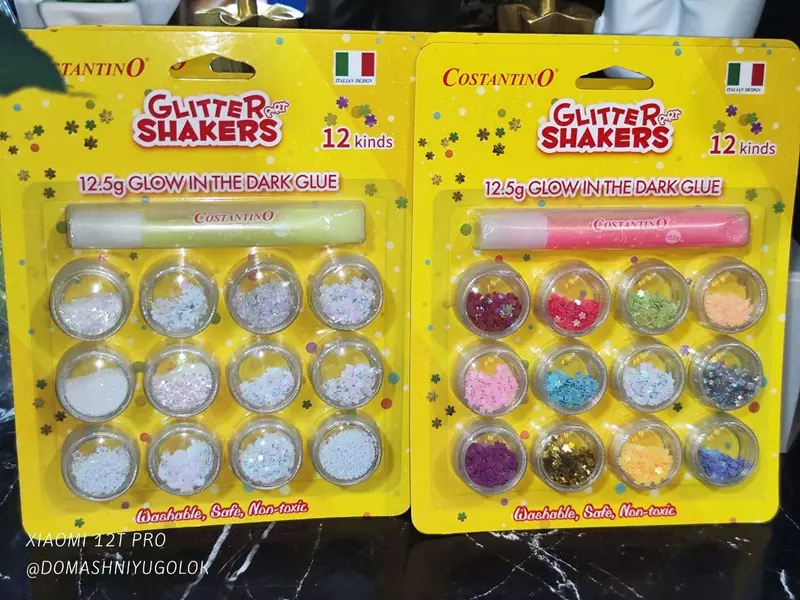 COSTANTINO®
ITALIAN DESIGN
GLITTER ART
SHAKERS
12 kinds
12.5g GLOW IN THE DARK GLUE
COSTANTINO
Washable, Safe, Non-toxic
COSTANTINO®
ITALIAN DESIGN
GLITTER ART
SHAKERS
12 kinds
12.5g GLOW IN THE DARK GLUE
COSTANTINO
Washable, Safe, Non-toxic
XIAOMI 12T PRO
@DOMASHNIYUGOLOK